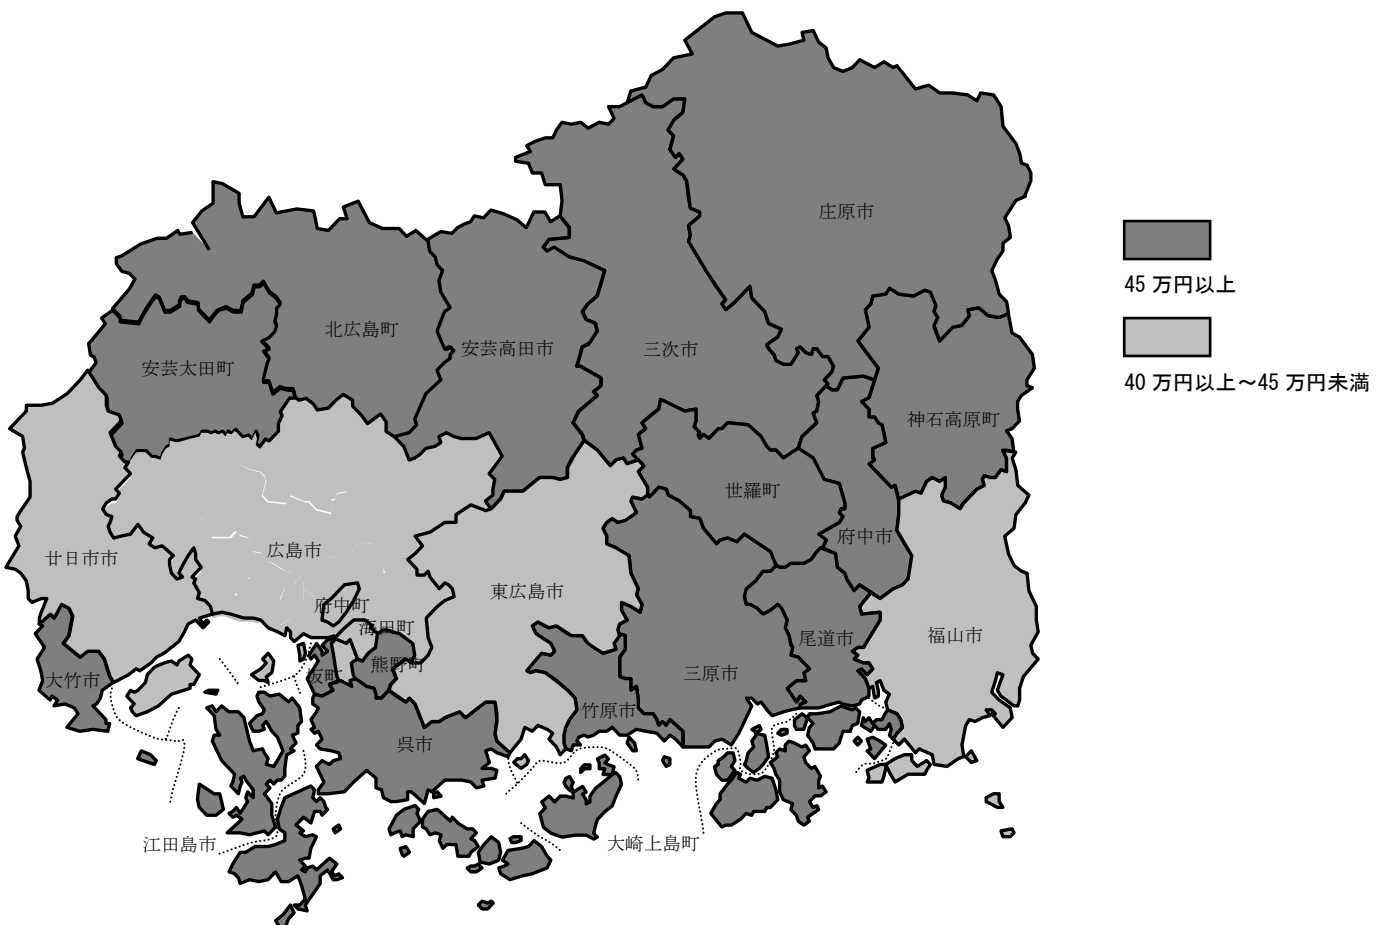 庄原市
45 万円以上
北広島町
安芸高田市
三次市
安芸太田町
40 万円以上～45 万円未満
神石高原町
世羅町
府中市
廿日市市
広島市
東広島市
府中町
海田町
福山市
尾道市
熊野町
坂町
三原市
大竹市
竹原市
呉市
江田島市
大崎上島町